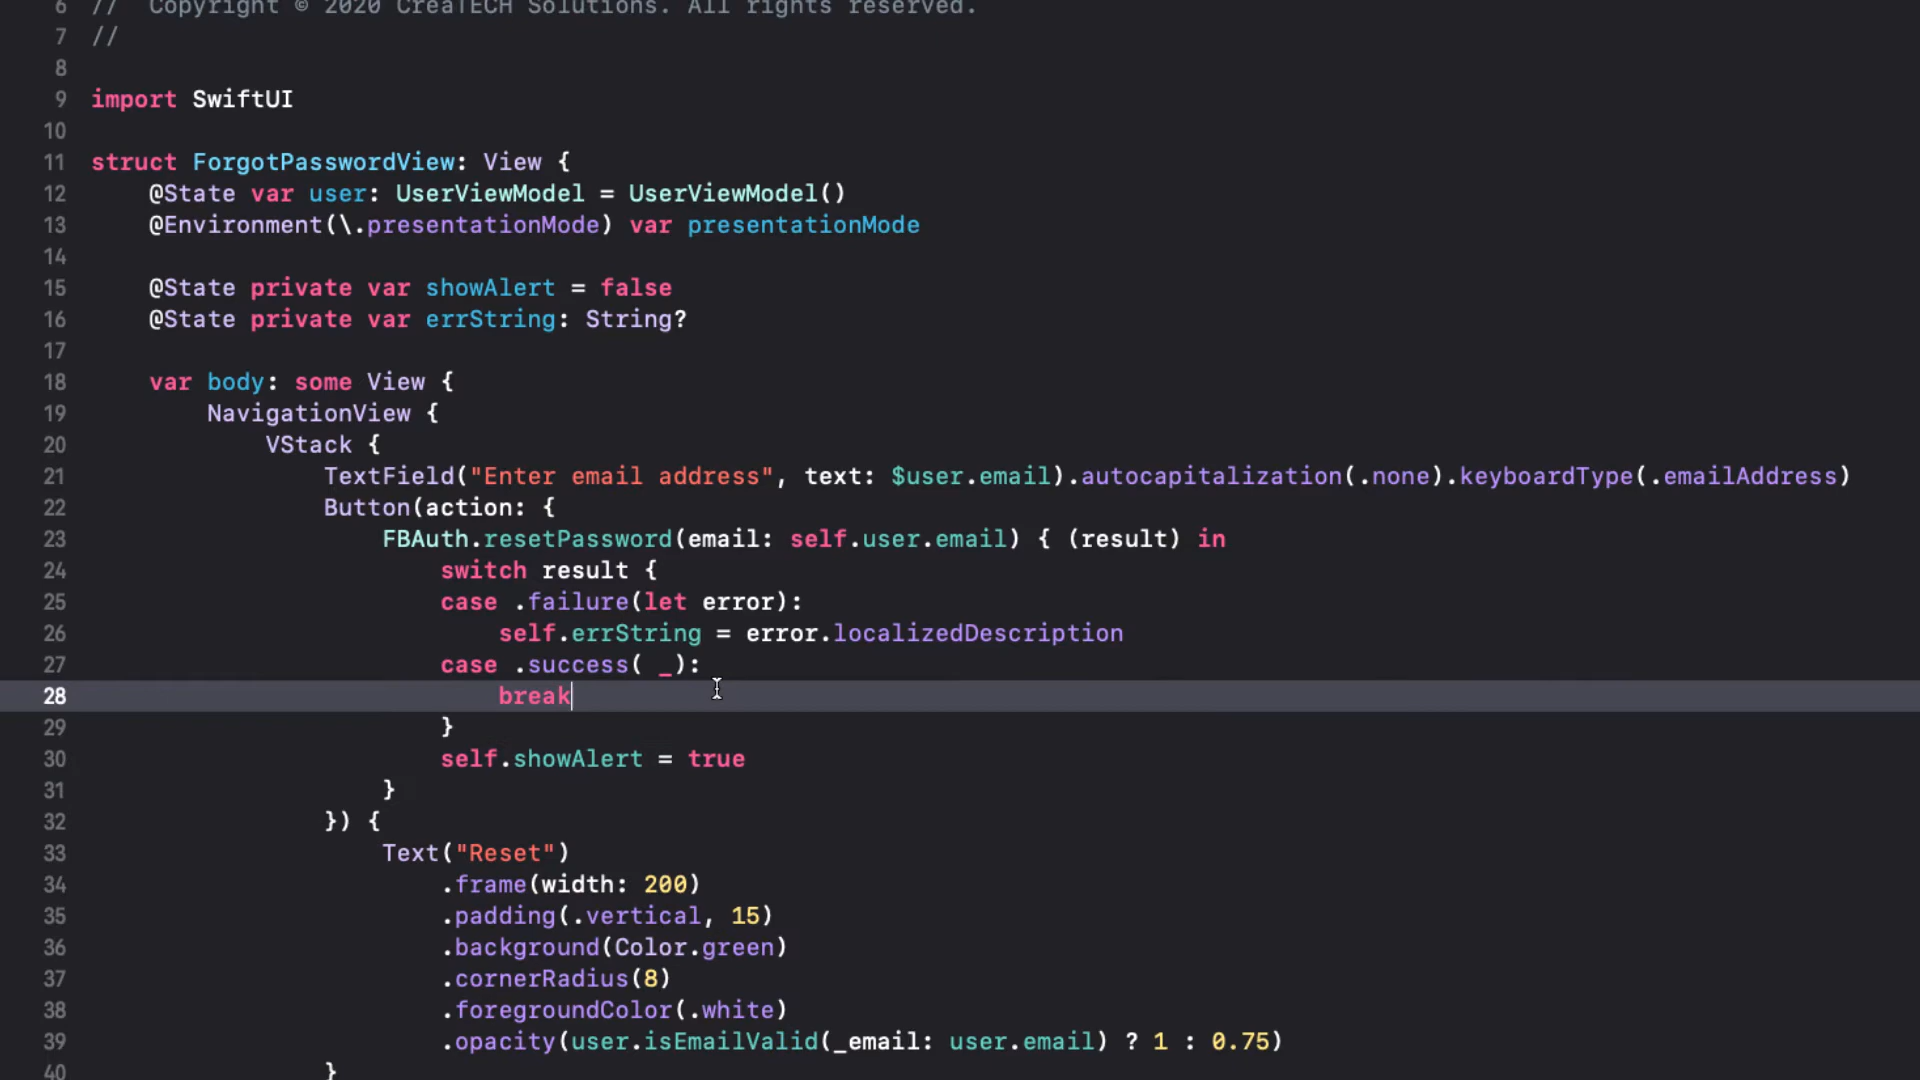 6 //  Copyright © 2020 CreaTECH Solutions. All rights reserved.
7 //
8
9 import SwiftUI
10
11 struct ForgotPasswordView: View {
12     @State var user: UserViewModel = UserViewModel()
13     @Environment(\.presentationMode) var presentationMode
14
15     @State private var showAlert = false
16     @State private var errString: String?
17
18     var body: some View {
19         NavigationView {
20             VStack {
21                 TextField("Enter email address", text: $user.email).autocapitalization(.none).keyboardType(.emailAddress)
22                 Button(action: {
23                     FBAuth.resetPassword(email: self.user.email) { (result) in
24                         switch result {
25                         case .failure(let error):
26                             self.errString = error.localizedDescription
27                         case .success( _):
28                             break
29                         }
30                         self.showAlert = true
31                     }
32                 }) {
33                     Text("Reset")
34                         .frame(width: 200)
35                         .padding(.vertical, 15)
36                         .background(Color.green)
37                         .cornerRadius(8)
38                         .foregroundColor(.white)
39                         .opacity(user.isEmailValid(_email: user.email) ? 1 : 0.75)
40                 }